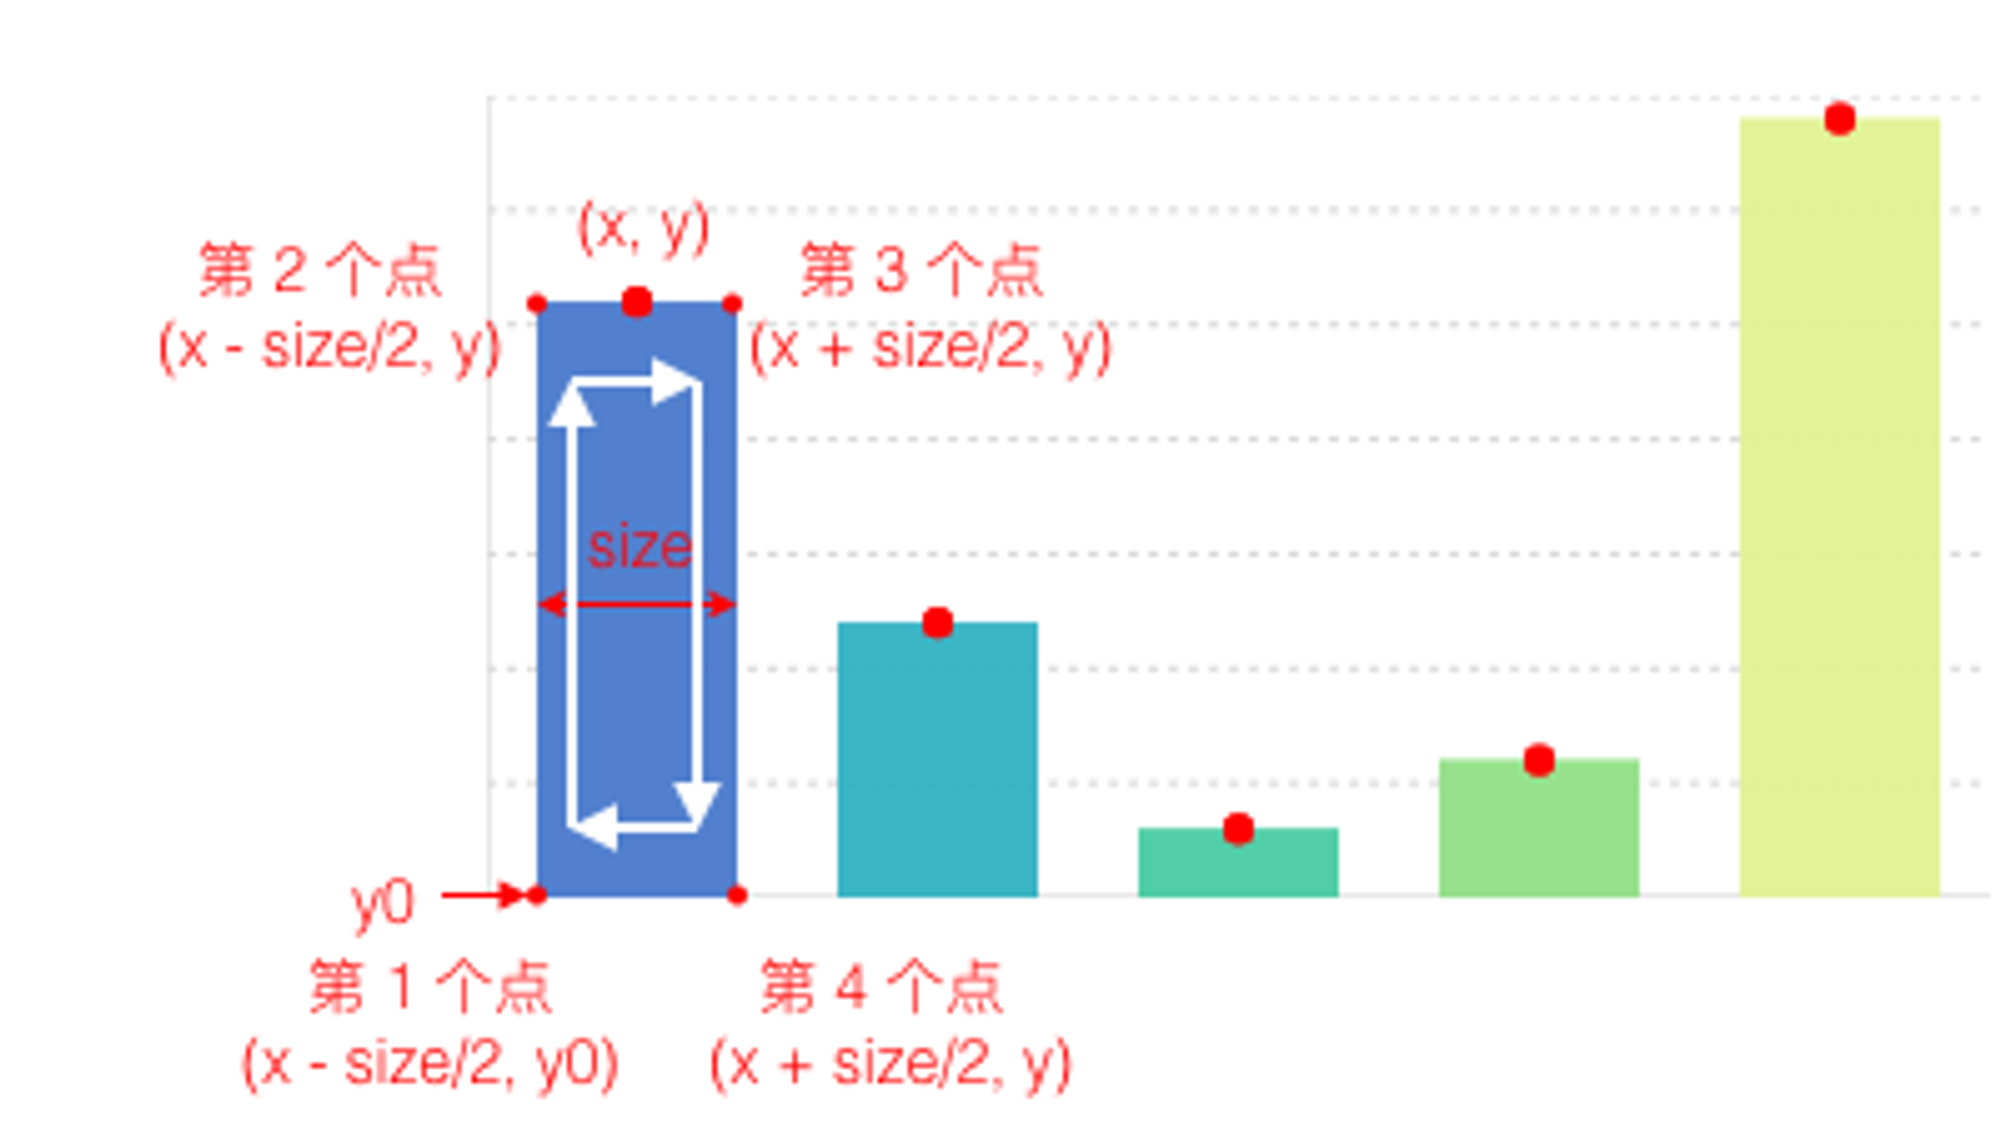 (x, y)
第 2 个点
(x - size/2, y)
第 3 个点
(x + size/2, y)
size
y0
第 1 个点
(x - size/2, y0)
第 4 个点
(x + size/2, y)